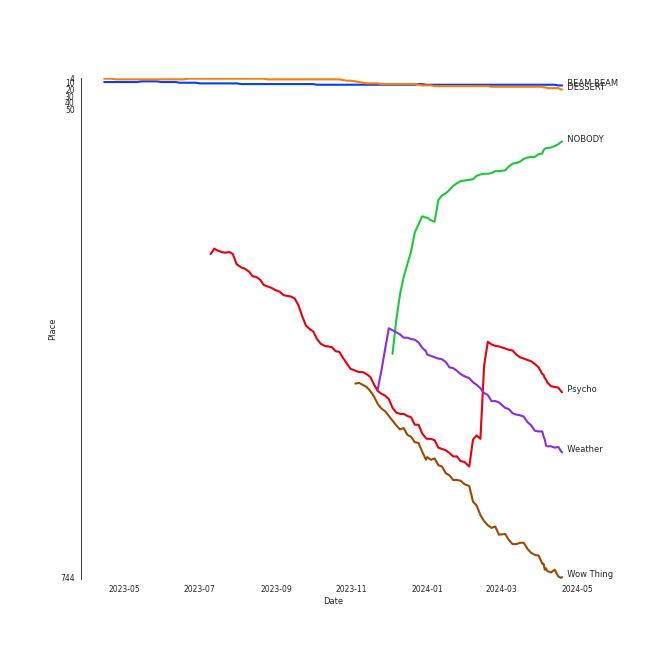 4
10
20
30
40
50
BEAM BEAM
DESSERT
NOBODY
Psycho
Weather
Wow Thing
744
Place
2023-05 2023-07 2023-09 2023-11 2024-01 2024-03 2024-05
Date